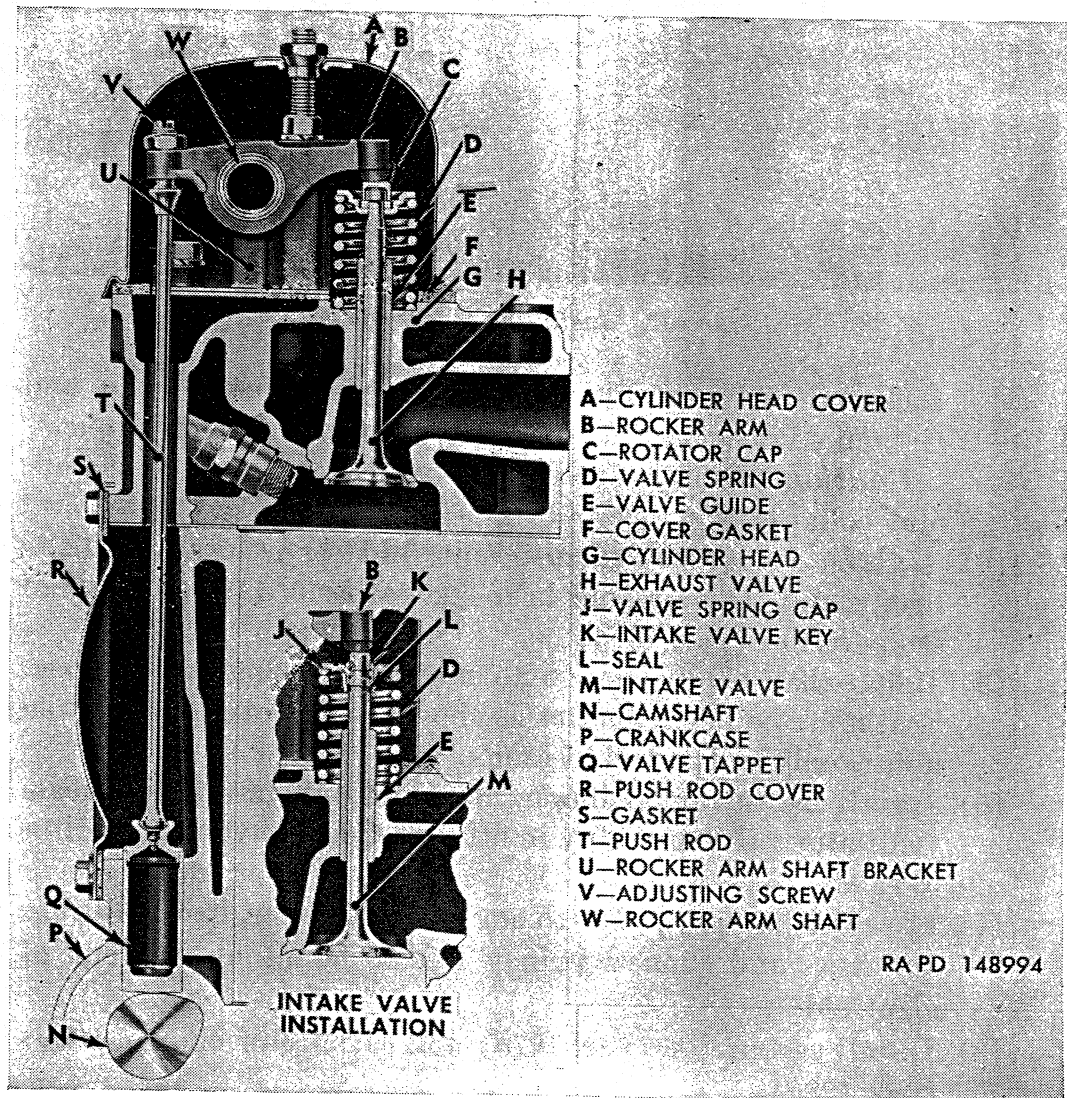 W
A
B
V
C
D
U
E
F
G
H
T
S
R
B
K
J
L
D
E
M
Q
P
N
INTAKE VALVE
INSTALLATION
A—CYLINDER HEAD COVER
B—ROCKER ARM
C—ROTATOR CAP
D—VALVE SPRING
E—VALVE GUIDE
F—COVER GASKET
G—CYLINDER HEAD
H—EXHAUST VALVE
J—VALVE SPRING CAP
K—INTAKE VALVE KEY
L—SEAL
M—INTAKE VALVE
N—CAMSHAFT
P—CRANKCASE
Q—VALVE TAPPET
R—PUSH ROD COVER
S—GASKET
T—PUSH ROD
U—ROCKER ARM SHAFT BRACKET
V—ADJUSTING SCREW
W—ROCKER ARM SHAFT
RA PD 148994